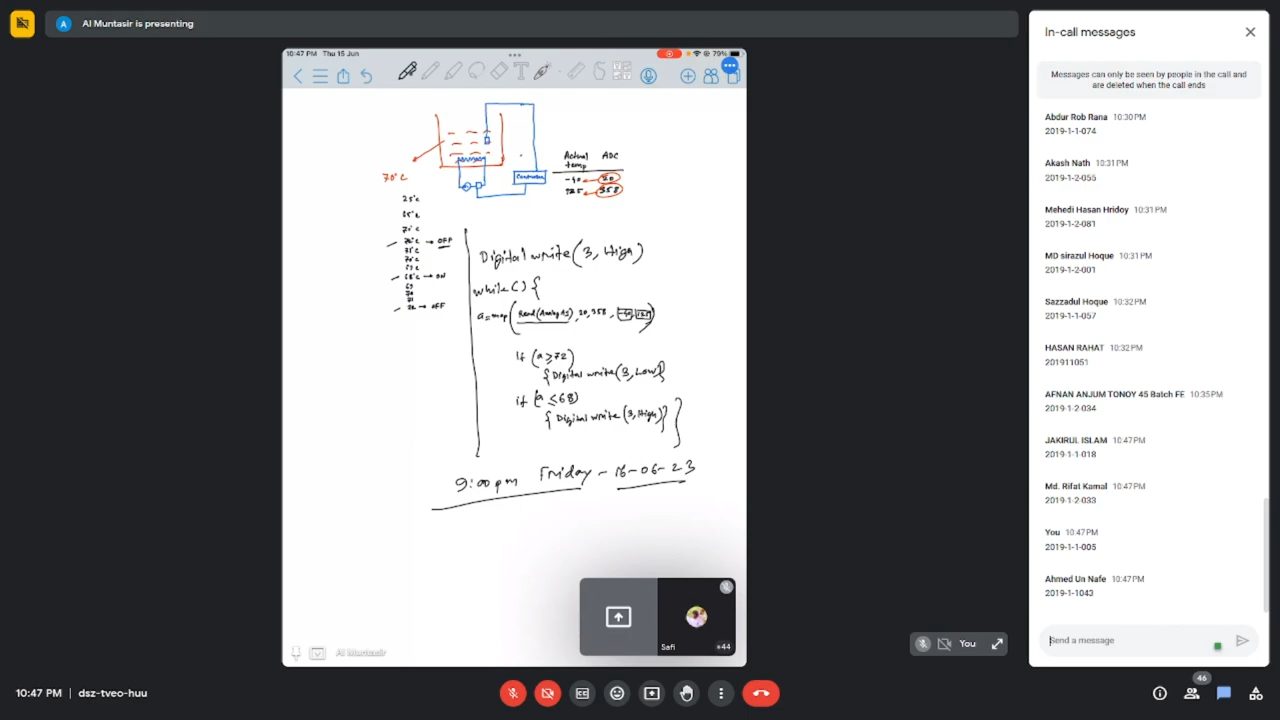 A Al Muntasir is presenting
10:47 PM Thu 15 Jun
79%
Actual temp ADC
-40 20
125 358
Controller
70°C
25°C
70°C
72°C → OFF
71°C
70°C
69°C
68°C → ON
69
70
71
72 → OFF
Digital write (3, High)
while () {
a = map (Read (Analog A5), 20, 358, -40, 125)
if (a ≥ 72)
{ Digital write (3, Low) }
if (a ≤ 68)
{ Digital write (3, High) } }
9:00 pm Friday - 16-06-23
Safi
+44
Al Muntasir
You
10:47 PM | dsz-tveo-huu
In-call messages
Messages can only be seen by people in the call and
are deleted when the call ends
Abdur Rob Rana 10:30 PM
2019-1-1-074
Akash Nath 10:31 PM
2019-1-2-055
Mehedi Hasan Hridoy 10:31 PM
2019-1-2-081
MD sirazul Hoque 10:31 PM
2019-1-2-001
Sazzadul Hoque 10:32 PM
2019-1-1-057
HASAN RAHAT 10:32 PM
201911051
AFNAN ANJUM TONOY 45 Batch FE 10:35 PM
2019-1-2-034
JAKIRUL ISLAM 10:47 PM
2019-1-1-018
Md. Rifat Kamal 10:47 PM
2019-1-2-033
You 10:47 PM
2019-1-1-005
Ahmed Un Nafe 10:47 PM
2019-1-1043
Send a message
46